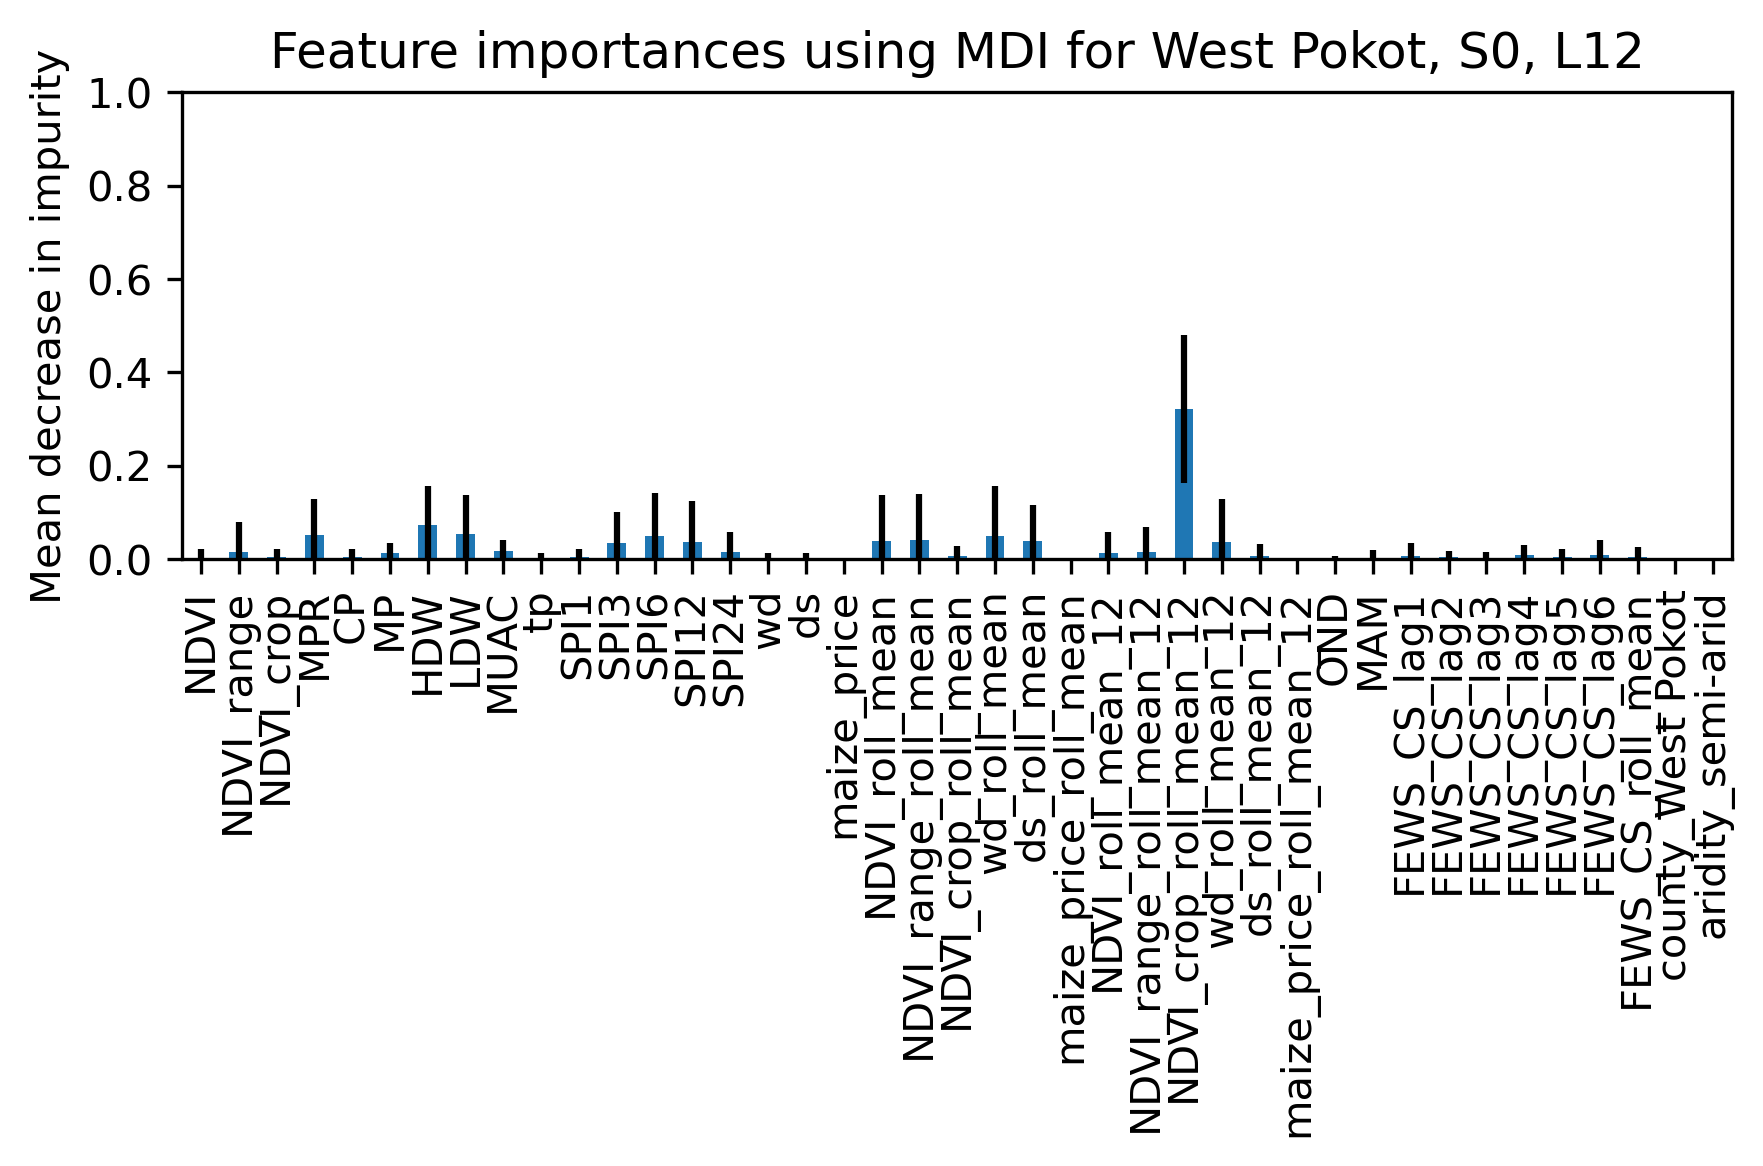 Feature importances using MDI for West Pokot, S0, L12
Mean decrease in impurity
1.0
0.8
0.6
0.4
0.2
0.0
NDVI
NDVI_range
NDVI_crop
MPR
CP
MP
HDW
LDW
MUAC
tp
SPI1
SPI3
SPI6
SPI12
SPI24
wd
ds
maize_price
NDVI_roll_mean
NDVI_range_roll_mean
NDVI_crop_roll_mean
wd_roll_mean
ds_roll_mean
maize_price_roll_mean
NDVI_roll_mean_12
NDVI_range_roll_mean_12
NDVI_crop_roll_mean_12
wd_roll_mean_12
ds_roll_mean_12
maize_price_roll_mean_12
OND
MAM
FEWS_CS_lag1
FEWS_CS_lag2
FEWS_CS_lag3
FEWS_CS_lag4
FEWS_CS_lag5
FEWS_CS_lag6
FEWS_CS_roll_mean
county_West Pokot
aridity_semi-arid